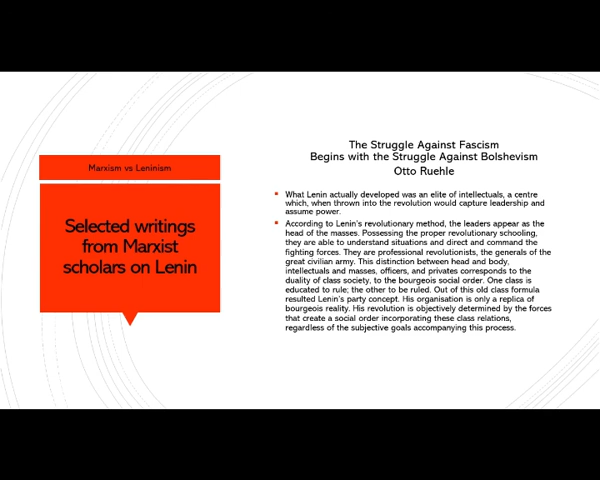 Marxism vs Leninism
Selected writings
from Marxist
scholars on Lenin
The Struggle Against Fascism
Begins with the Struggle Against Bolshevism
Otto Ruehle
What Lenin actually developed was an elite of intellectuals, a centre
which, when thrown into the revolution would capture leadership and
assume power.
According to Lenin's revolutionary method, the leaders appear as the
head of the masses. Possessing the proper revolutionary schooling,
they are able to understand situations and direct and command the
fighting forces. They are professional revolutionists, the generals of the
great civilian army. This distinction between head and body,
intellectuals and masses, officers, and privates corresponds to the
duality of class society, to the bourgeois social order. One class is
educated to rule; the other to be ruled. Out of this old class formula
resulted Lenin's party concept. His organisation is only a replica of
bourgeois reality. His revolution is objectively determined by the forces
that create a social order incorporating these class relations,
regardless of the subjective goals accompanying this process.